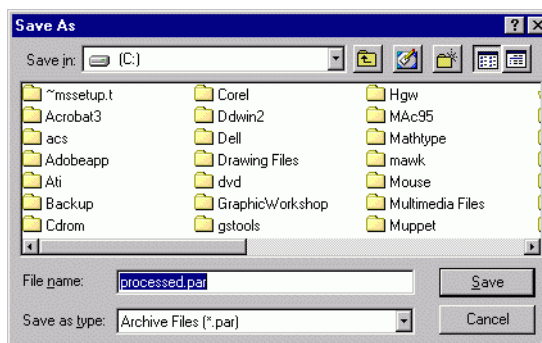 Save As
Save in: (C:)
~mssetup.t Corel Hgw
Acrobat3 Ddwin2 MAc95
acs Dell Mathtype
Adobeapp Drawing Files mawk
Ati dvd Mouse
Backup GraphicWorkshop Multimedia Files
Cdrom gstools Muppet
File name: processed.par Save
Save as type: Archive Files (*.par) Cancel